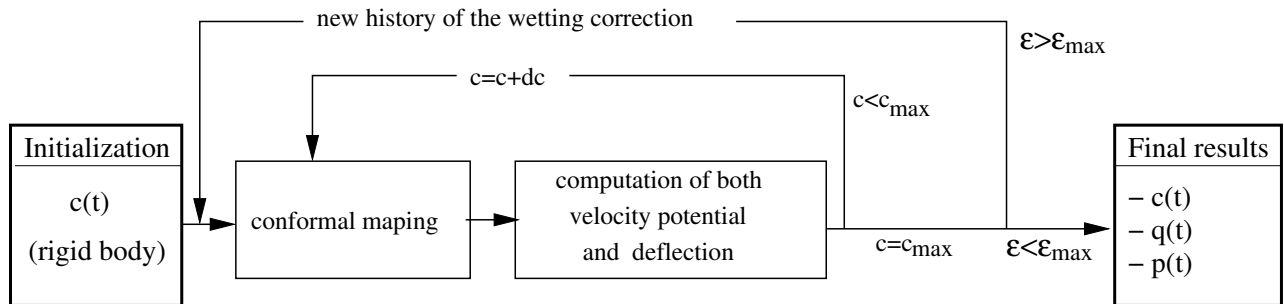 new history of the wetting correction
ε>εmax
c=c+dc
c<cmax
Initialization
c(t)
(rigid body)
conformal maping
computation of both
velocity potential
and deflection
c=cmax
ε<εmax
Final results
– c(t)
– q(t)
– p(t)